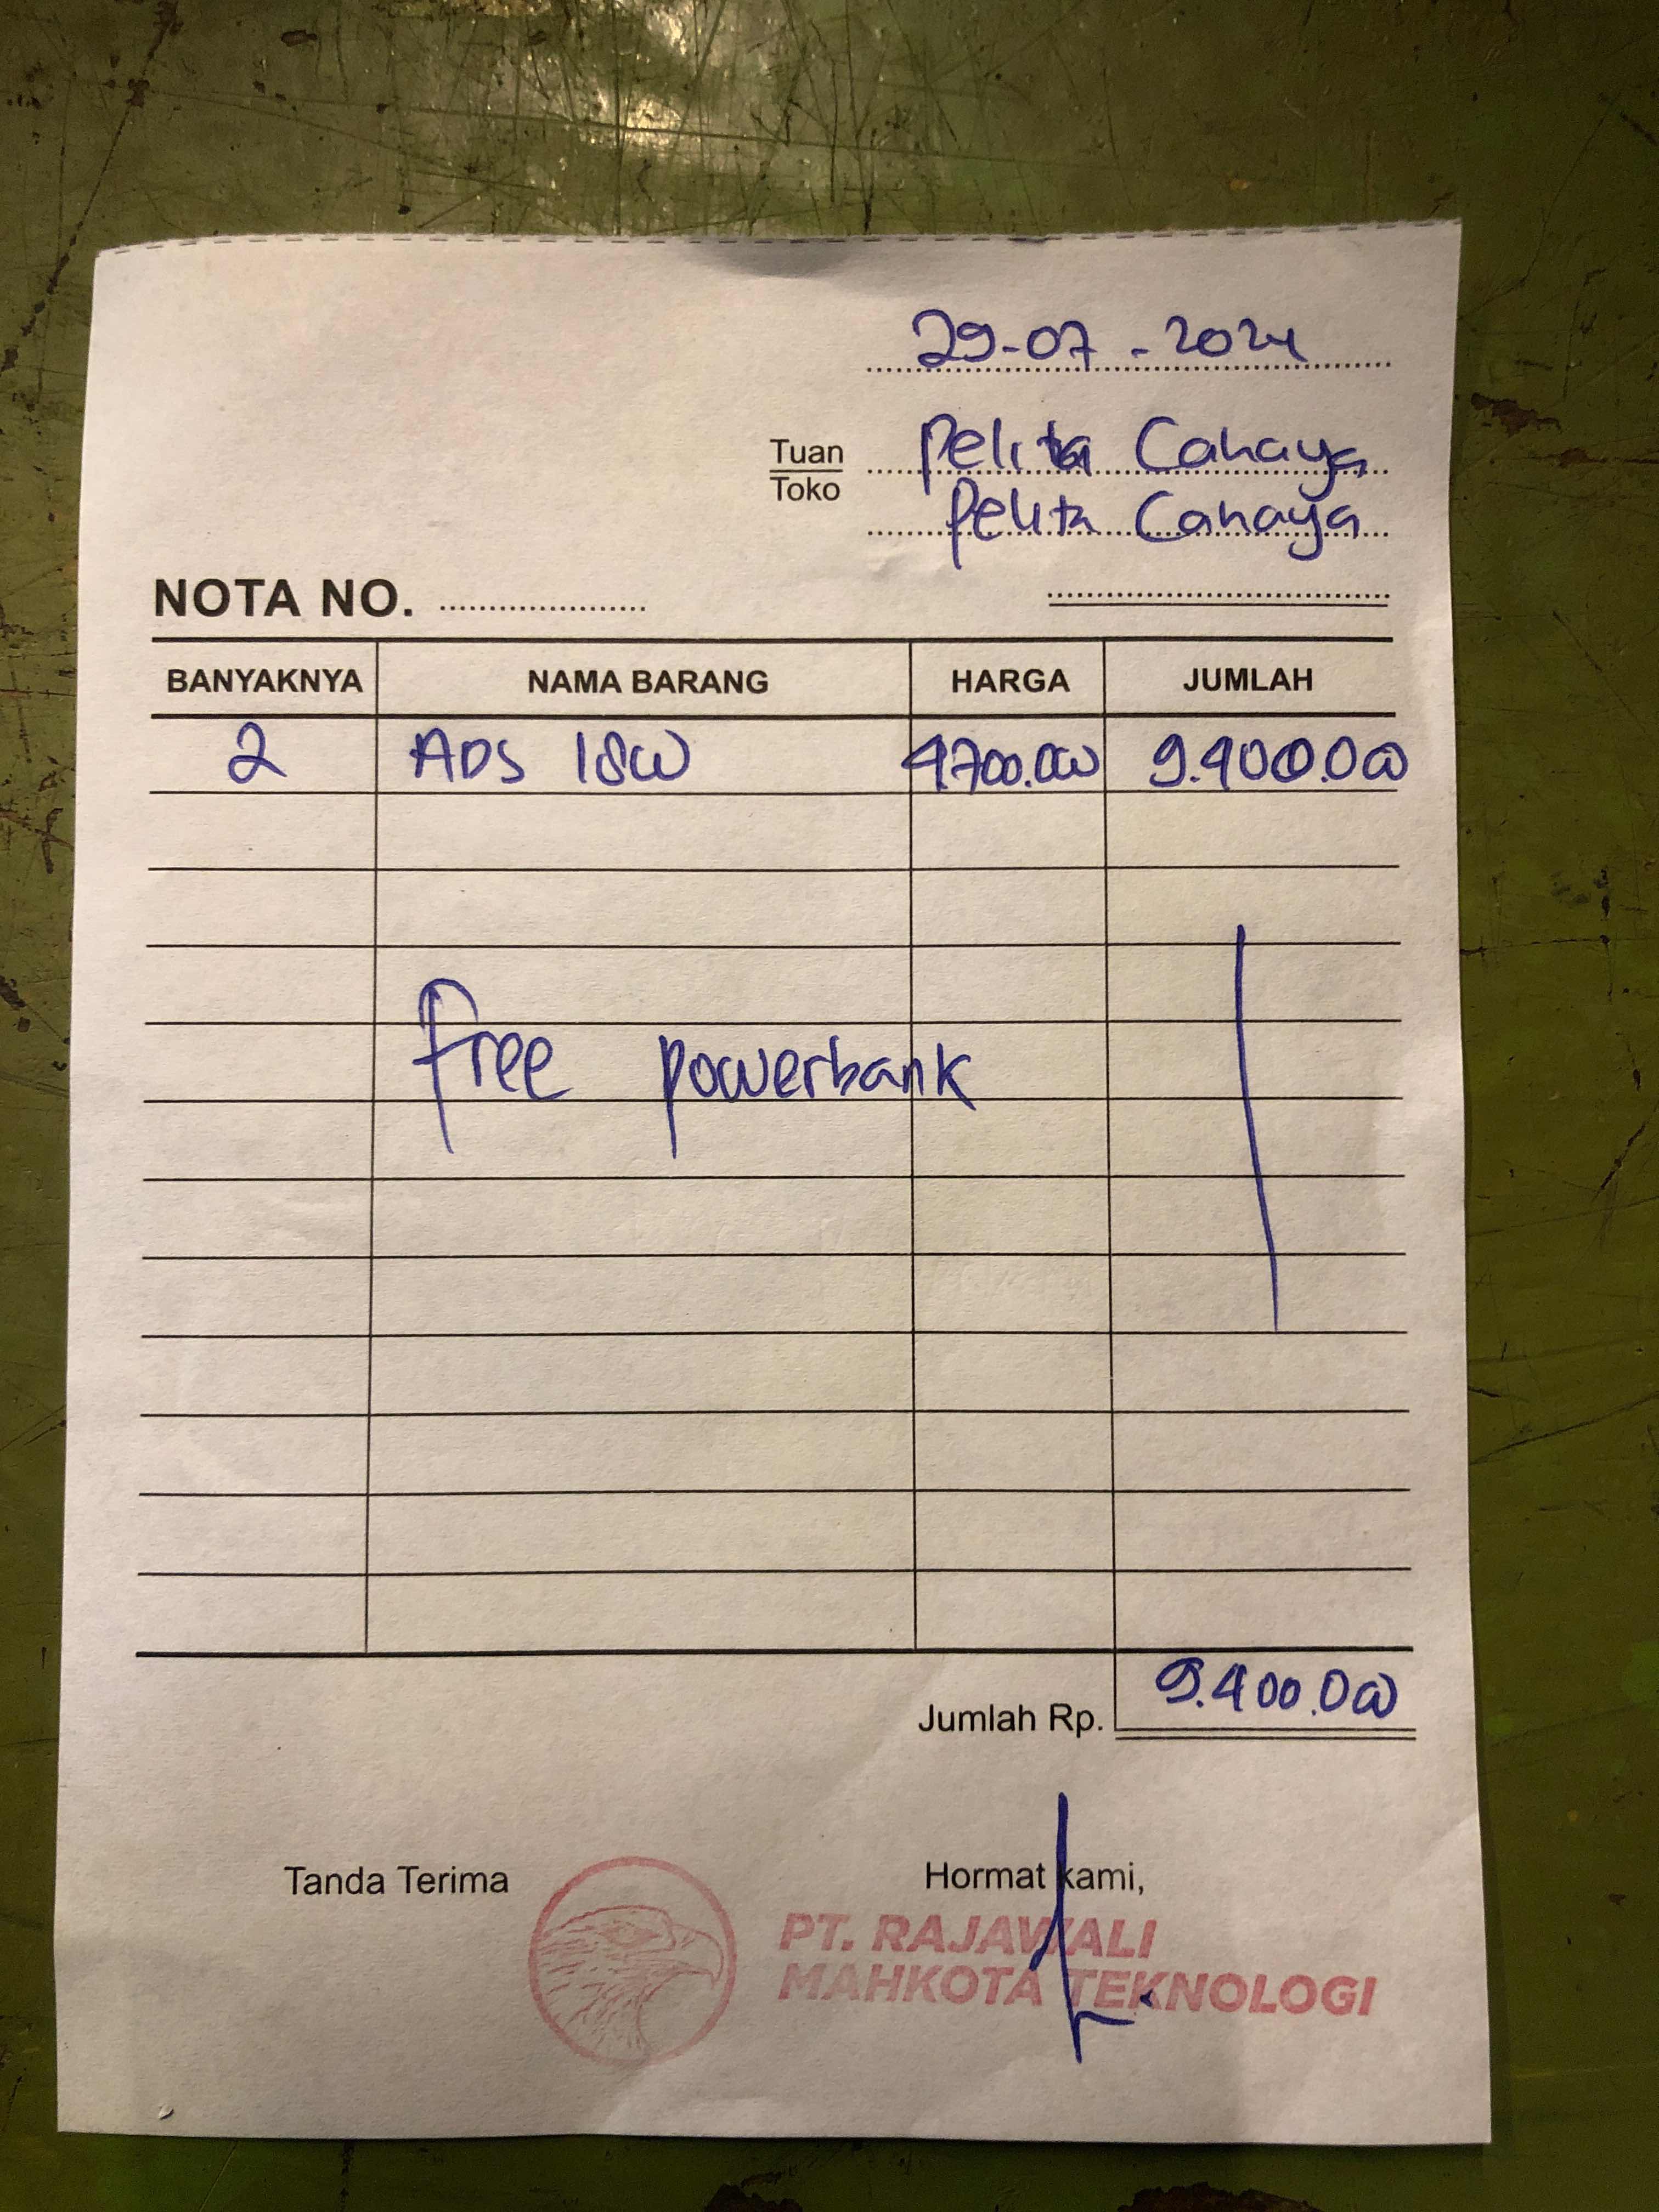 29-07-2024
Tuan Pelita Cahaya
Toko Pelita Cahaya
NOTA NO.
BANYAKNYA NAMA BARANG HARGA JUMLAH
2 ADS 18W 4.700.000 9.400.000
free powerbank
Jumlah Rp. 9.400.000
Tanda Terima Hormat kami,
PT. RAJAWALI
MAHKOTA TEKNOLOGI